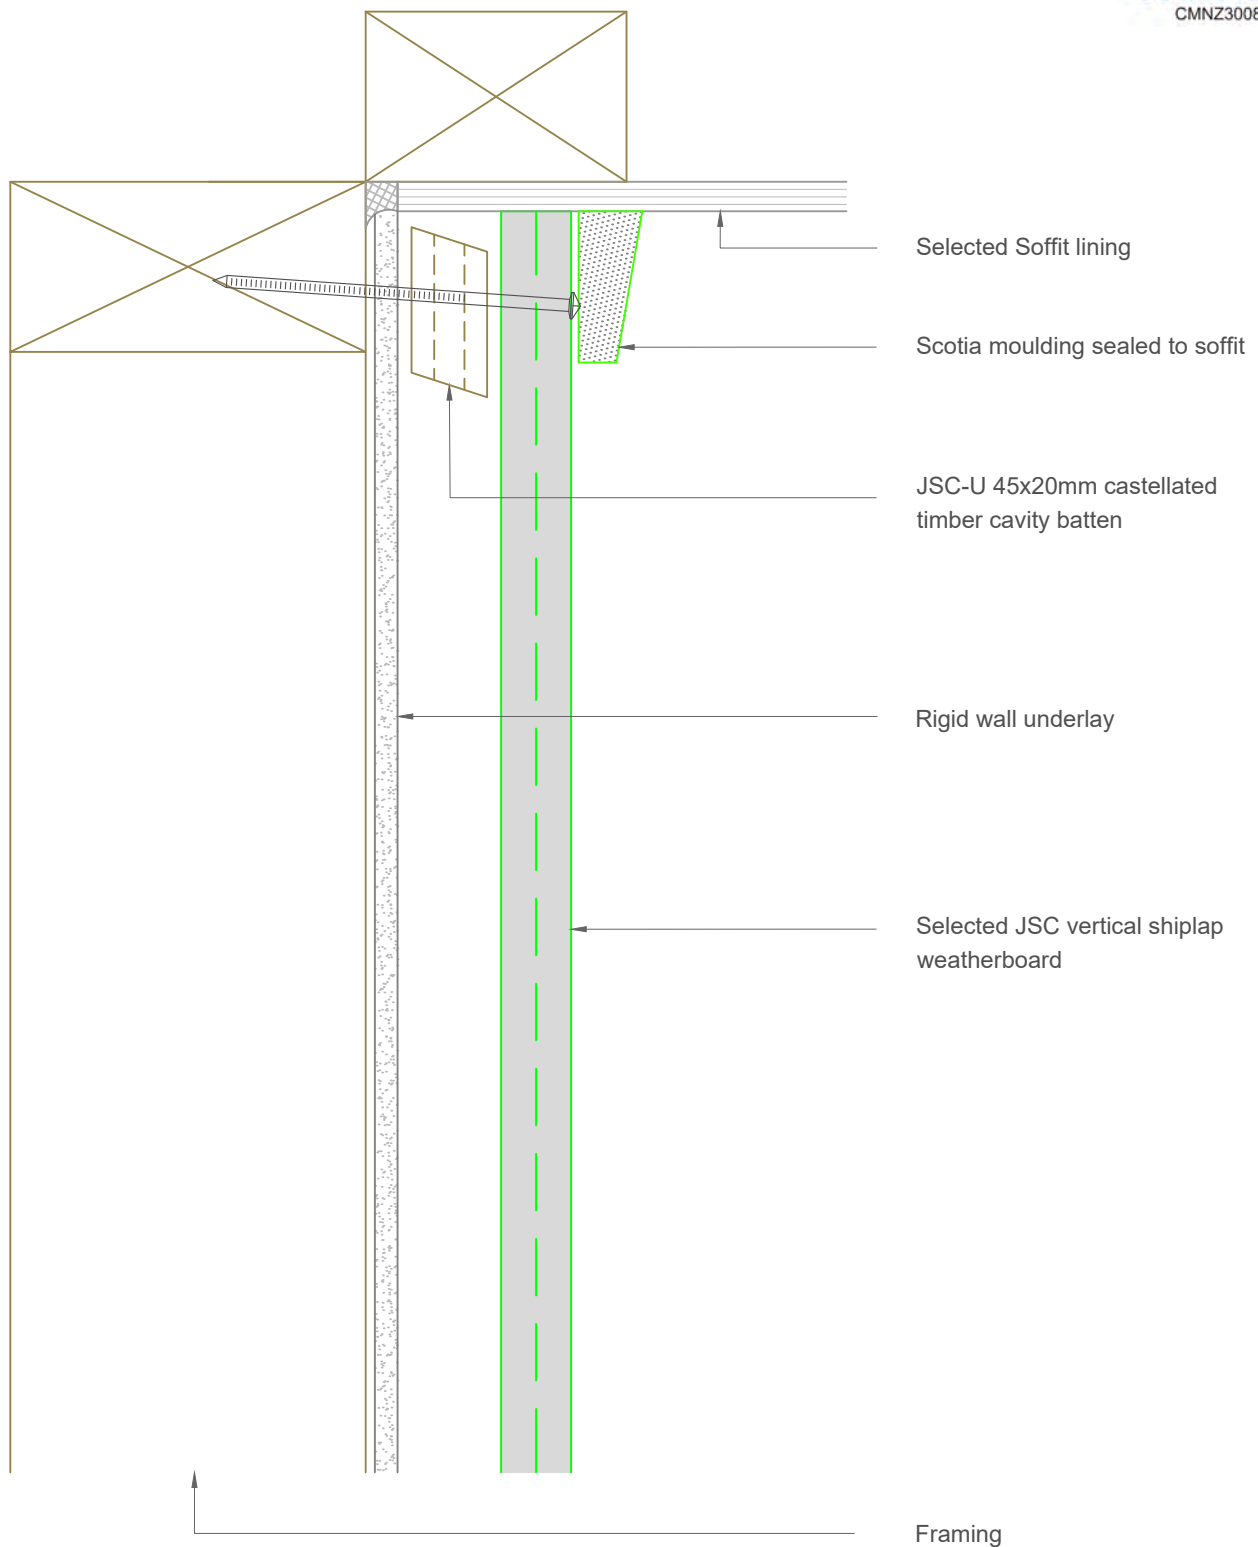 CMNZ3008
Selected Soffit lining
Scotia moulding sealed to soffit
JSC-U 45x20mm castellated
timber cavity batten
Rigid wall underlay
Selected JSC vertical shiplap
weatherboard
Framing